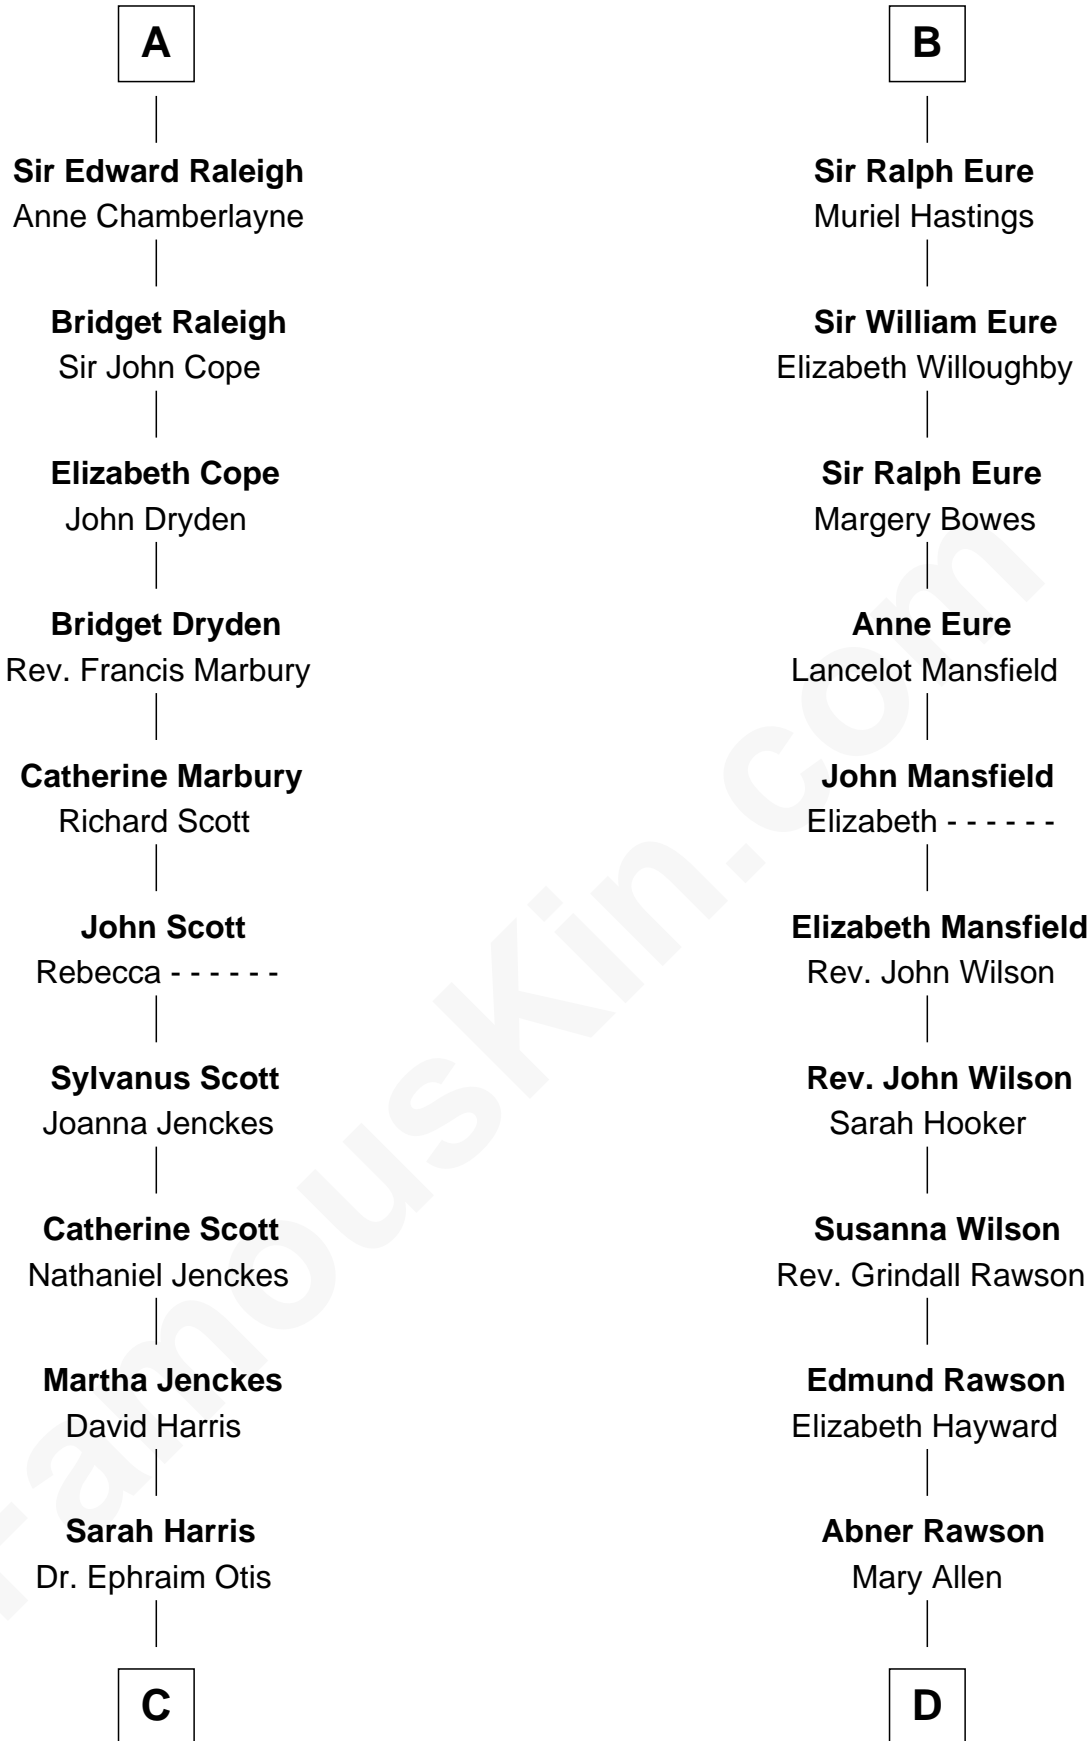 A
Sir Edward Raleigh
Anne Chamberlayne
Bridget Raleigh
Sir John Cope
Elizabeth Cope
John Dryden
Bridget Dryden
Rev. Francis Marbury
Catherine Marbury
Richard Scott
John Scott
Rebecca - - - - - -
Sylvanus Scott
Joanna Jenckes
Catherine Scott
Nathaniel Jenckes
Martha Jenckes
David Harris
Sarah Harris
Dr. Ephraim Otis
C
B
Sir Ralph Eure
Muriel Hastings
Sir William Eure
Elizabeth Willoughby
Sir Ralph Eure
Margery Bowes
Anne Eure
Lancelot Mansfield
John Mansfield
Elizabeth - - - - - -
Elizabeth Mansfield
Rev. John Wilson
Rev. John Wilson
Sarah Hooker
Susanna Wilson
Rev. Grindall Rawson
Edmund Rawson
Elizabeth Hayward
Abner Rawson
Mary Allen
D
FamousKin.com